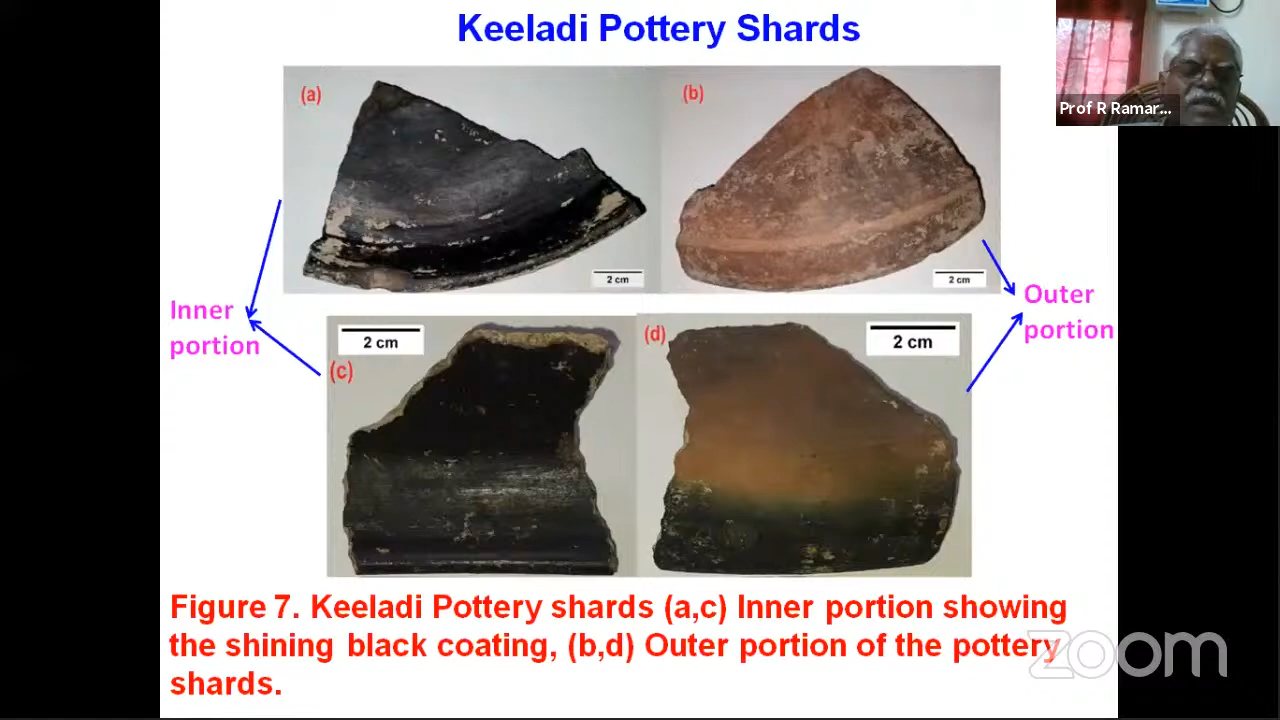 Keeladi Pottery Shards
Prof R Ramar...
(a)
(b)
2 cm
2 cm
Inner
portion
Outer
portion
2 cm
(c)
(d)
2 cm
Figure 7. Keeladi Pottery shards (a,c) Inner portion showing
the shining black coating, (b,d) Outer portion of the pottery
shards.
zoom